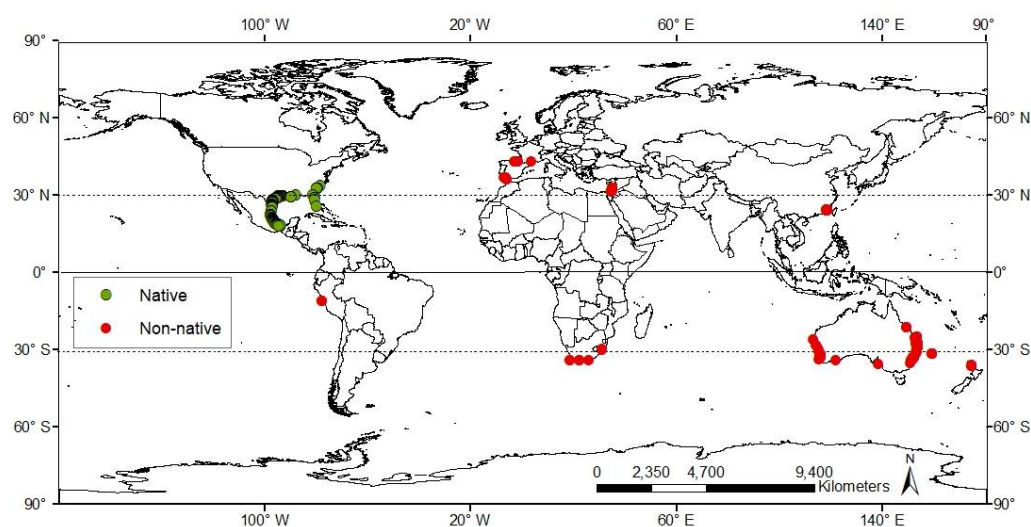 100° W 20° W 60° E 140° E 90°
90°
60° N 60° N
30° N 30° N
0° 0°
Native
Non-native
30° S 30° S
60° S 60° S
N
0 2,350 4,700 9,400
Kilometers
90° 90°
100° W 20° W 60° E 140° E